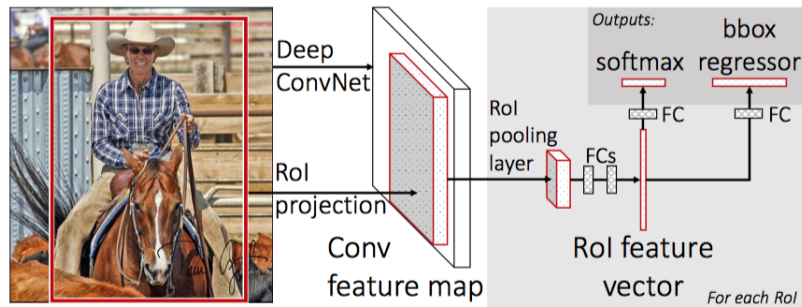 Outputs:
softmax
bbox
regressor
Deep
ConvNet
FC
FC
RoI
pooling
layer
FCs
RoI
projection
Conv
feature map
RoI feature
vector
For each RoI